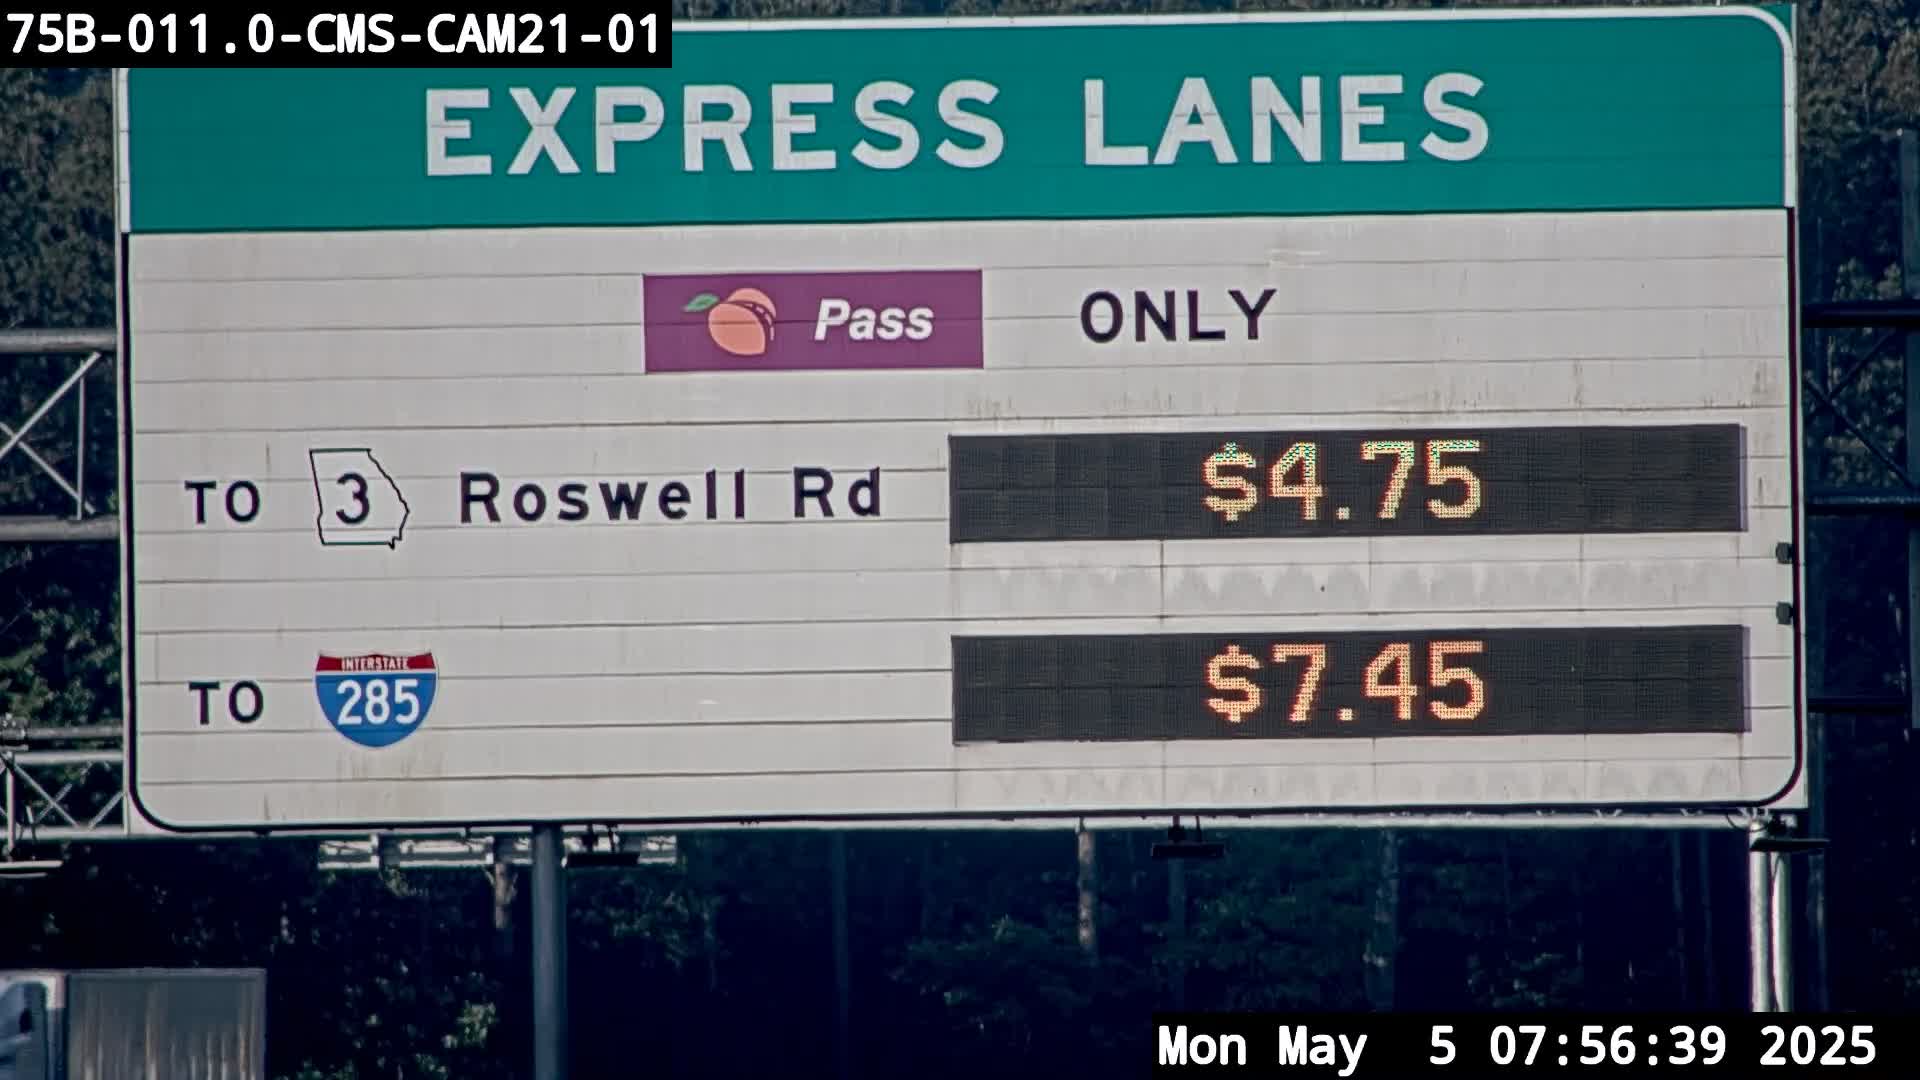 75B-011.0-CMS-CAM21-01
EXPRESS LANES
Pass ONLY
TO 3 Roswell Rd $4.75
TO INTERSTATE 285 $7.45
Mon May 5 07:56:39 2025